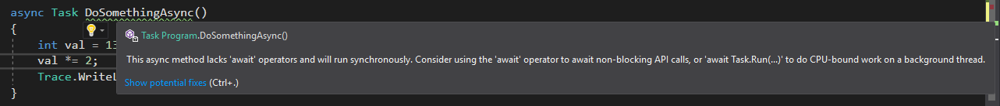 async Task DoSomethingAsync()
{
int val = 13
val *= 2;
Trace.WriteL
}
Task Program.DoSomethingAsync()
This async method lacks 'await' operators and will run synchronously. Consider using the 'await' operator to await non-blocking API calls, or 'await Task.Run(...)' to do CPU-bound work on a background thread.
Show potential fixes (Ctrl+.)